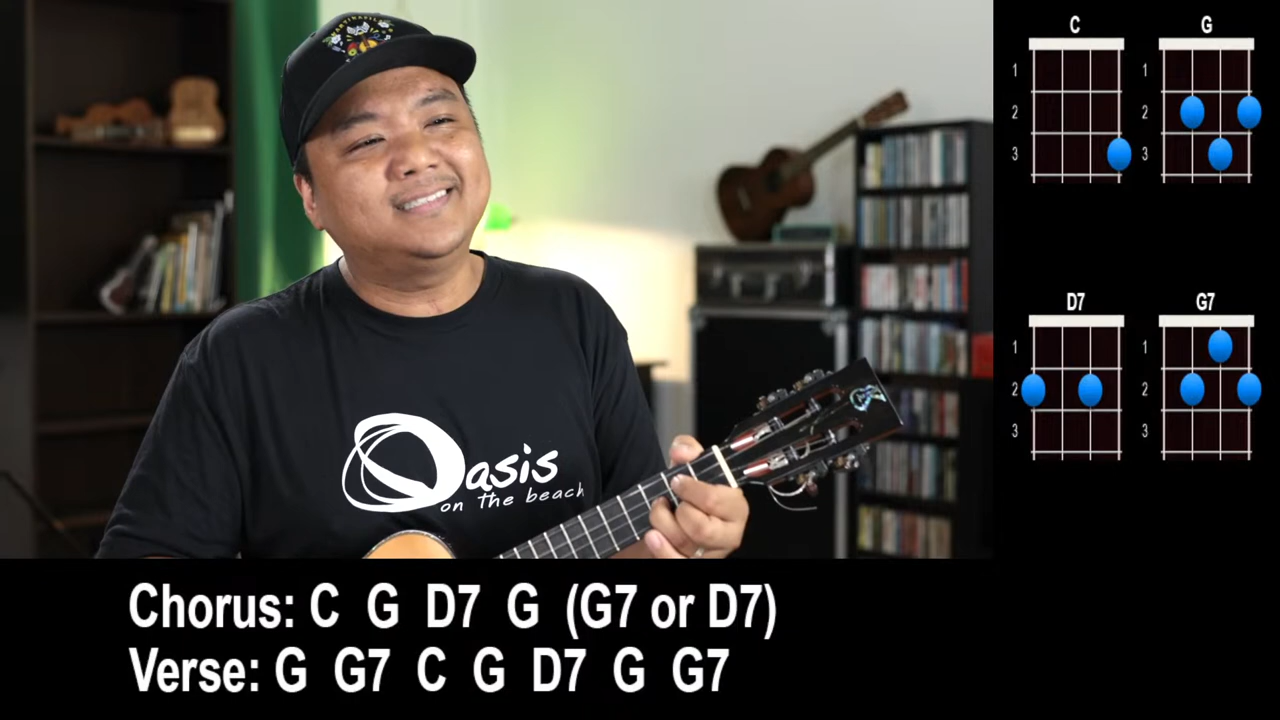 C
G
1
1
2
2
3
3
D7
G7
1
1
2
2
3
3
Oasis
on The beach
Chorus: C G D7 G (G7 or D7)
Verse: G G7 C G D7 G G7